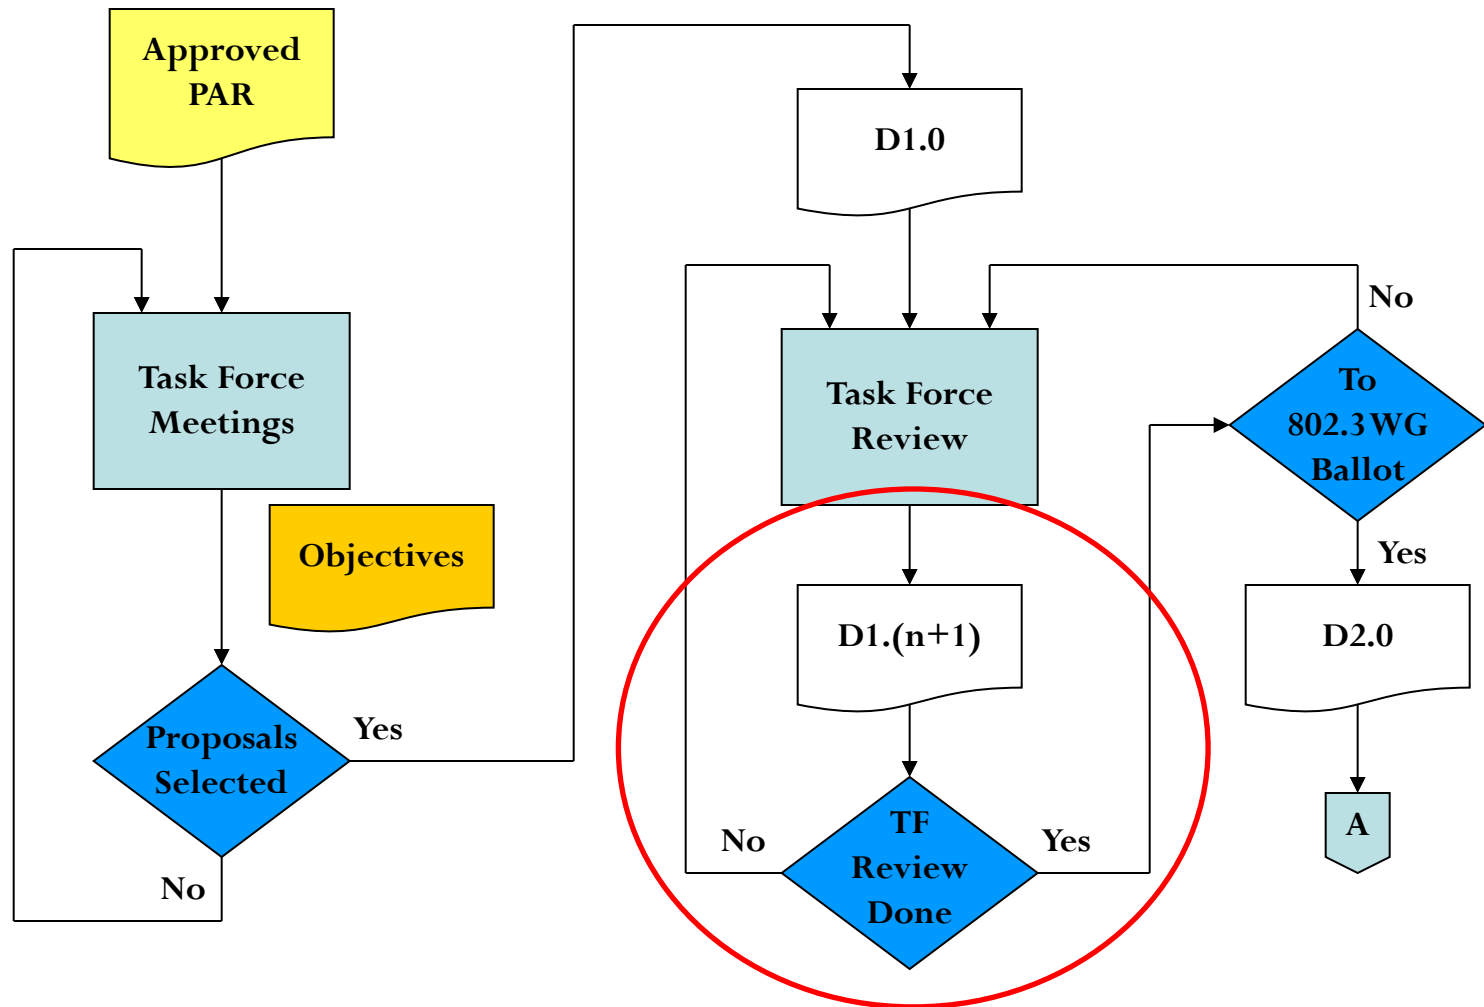 Approved
PAR
Task Force
Meetings
Objectives
Proposals
Selected
Yes
No
D1.0
Task Force
Review
D1.(n+1)
TF
Review
Done
No
Yes
To
802.3 WG
Ballot
No
Yes
D2.0
A